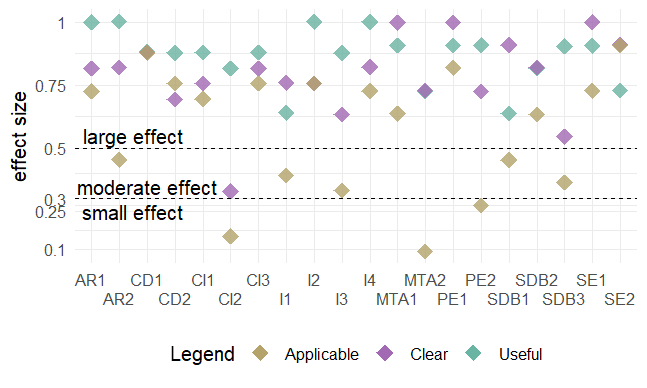 1
0.75
0.5
0.3
0.25
0.1
effect size
large effect
moderate effect
small effect
AR1 CD1 CI1 CI3 I2 I4 MTA2 PE2 SDB2 SE1
AR2 CD2 CI2 I1 I3 MTA1 PE1 SDB1 SDB3 SE2
Legend Applicable Clear Useful